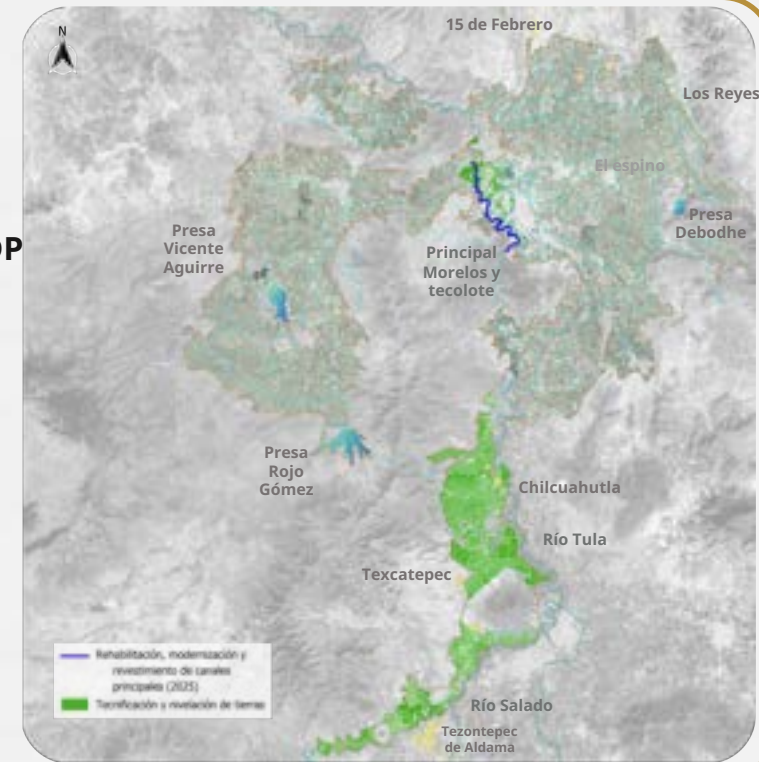 15 de Febrero
N
Los Reyes
El espino
Presa
Debodhe
Presa
Vicente
Aguirre
OP
Principal
Morelos y
tecolote
Presa
Rojo
Gómez
Chilcuahutla
Río Tula
Texcatepec
Rehabilitación, modernización y
revestimiento de canales
principales (2025)
Tecnificación y nivelación de tierras
Río Salado
Tezontepec
de Aldama